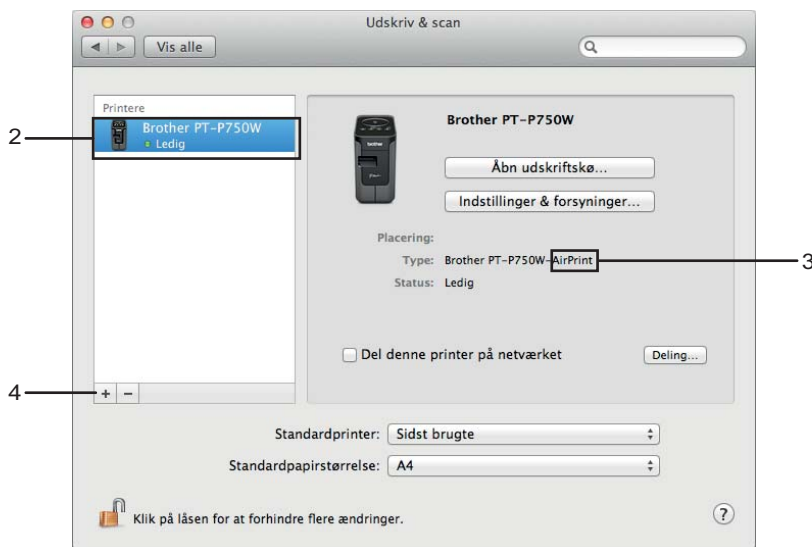 Udskriv & scan
Vis alle
Printere
Brother PT-P750W
Ledig
2
Brother PT-P750W
brother
Åbn udskriftskø...
Indstillinger & forsyninger...
Placering:
Type: Brother PT-P750W-AirPrint
3
Status: Ledig
Del denne printer på netværket
Deling...
4
+ −
Standardprinter: Sidst brugte
Standardpapirstørrelse: A4
Klik på låsen for at forhindre flere ændringer.
?